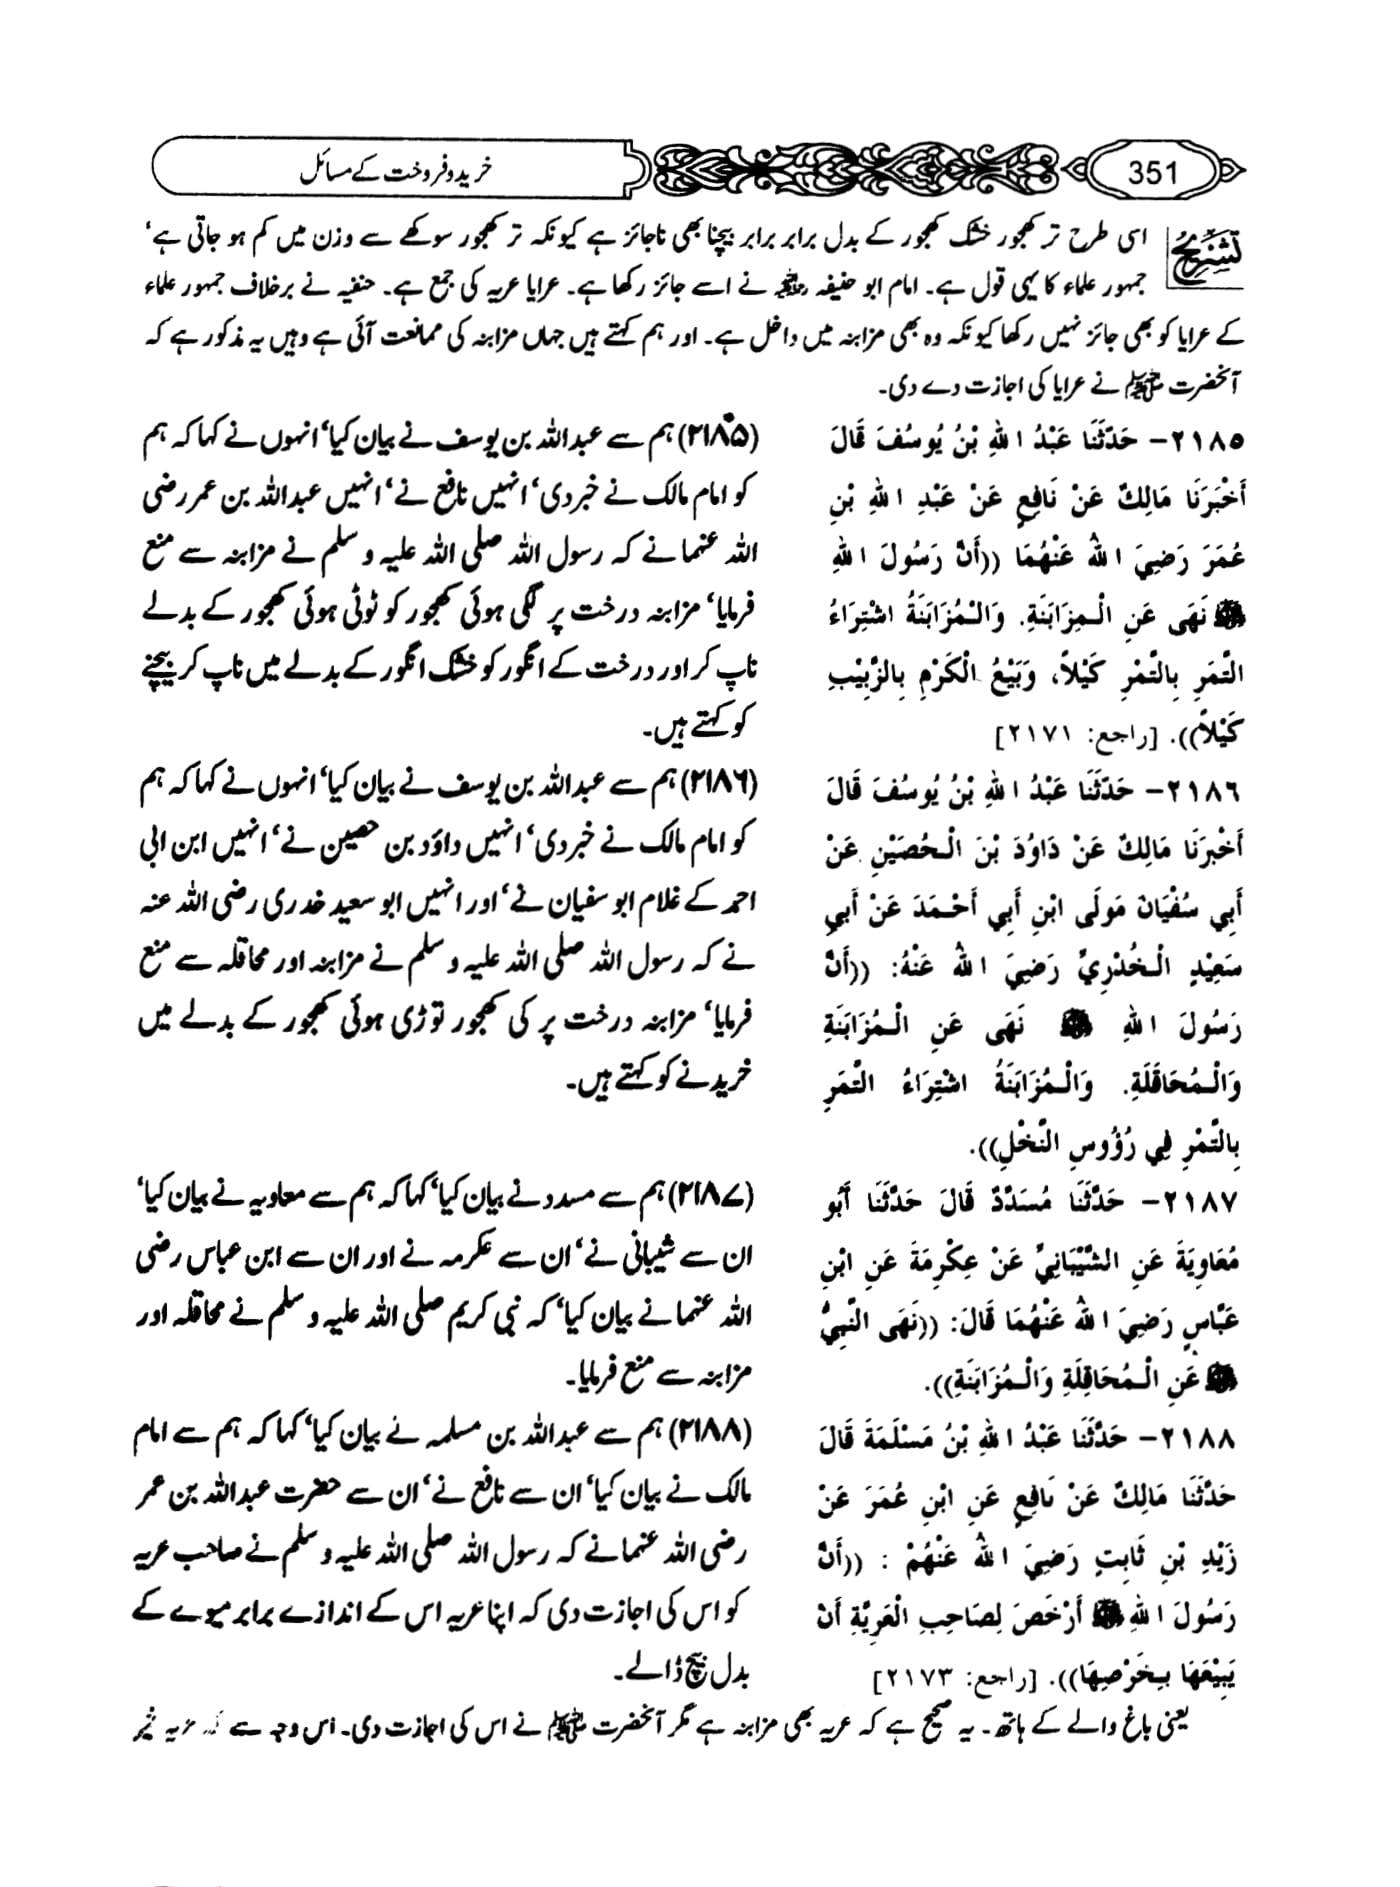 351
خرید و فروخت کے مسائل
تشریح اسی طرح تر کھجور خشک کھجور کے بدل برابر برابر بیچنا بھی ناجائز ہے کیونکہ تر کھجور سوکھے سے وزن میں کم ہو جاتی ہے'
جمہور علماء کا یہی قول ہے۔ امام ابو حنیفہ رحمہ اللہ نے اسے جائز رکھا ہے۔ عرایا عریہ کی جمع ہے۔ حنفیہ نے برخلاف جمہور علماء
کے عرایا کو بھی جائز نہیں رکھا کیونکہ وہ بھی مزابنہ میں داخل ہے۔ اور ہم کہتے ہیں جہاں مزابنہ کی ممانعت آئی ہے وہیں یہ مذکور ہے کہ
آنحضرت ﷺ نے عرایا کی اجازت دے دی۔
٢١٨٥- حَدَّثَنَا عَبْدُ اللهِ بْنُ يُوسُفَ قَالَ
أَخْبَرَنَا مَالِكٌ عَنْ نَافِعٍ عَنْ عَبْدِ اللهِ بْنِ
عُمَرَ رَضِيَ اللهُ عَنْهُمَا ((أَنَّ رَسُولَ اللهِ
ﷺ نَهَى عَنِ الْمِزَابَنَةِ. وَالْمُزَابَنَةُ اشْتِرَاءُ
التَّمَرِ بِالتَّمْرِ كَيْلاً، وَبَيْعُ الْكَرْمِ بِالزَّبِيْبِ
كَيْلاً)). [راجع: ٢١٧١]
(۲۱۸۵) ہم سے عبداللہ بن یوسف نے بیان کیا' انہوں نے کہا کہ ہم
کو امام مالک نے خبر دی' انہیں نافع نے' انہیں عبداللہ بن عمر رضی
اللہ عنہما نے کہ رسول اللہ صلی اللہ علیہ و سلم نے مزابنہ سے منع
فرمایا' مزابنہ درخت پر لگی ہوئی کھجور کو ٹوٹی ہوئی کھجور کے بدلے
ناپ کر اور درخت کے انگور کو خشک انگور کے بدلے میں ناپ کر بیچنے
کو کہتے ہیں۔
٢١٨٦- حَدَّثَنَا عَبْدُ اللهِ بْنُ يُوسُفَ قَالَ
أَخْبَرَنَا مَالِكٌ عَنْ دَاوُدَ بْنَ الْحُصَيْنِ عَنْ
أَبِي سُفْيَانَ مَولَى ابْنِ أَبِي أَحْمَدَ عَنْ أَبِي
سَعِيْدٍ الْخُدْرِيِّ رَضِيَ اللهُ عَنْهُ: ((أَنَّ
رَسُولَ اللهِ ﷺ نَهَى عَنِ الْمُزَابَنَةِ
وَالْمُحَاقَلَةِ. وَالْمُزَابَنَةُ اشْتِرَاءُ التَّمَرِ
بِالتَّمْرِ فِي رُؤُوسِ النَّخْلِ)).
(۲۱۸۶) ہم سے عبداللہ بن یوسف نے بیان کیا' انہوں نے کہا کہ ہم
کو امام مالک نے خبر دی' انہیں داؤد بن حصین نے' انہیں ابن ابی
احمد کے غلام ابو سفیان نے' اور انہیں ابو سعید خدری رضی اللہ عنہ
نے کہ رسول اللہ صلی اللہ علیہ و سلم نے مزابنہ اور محاقلہ سے منع
فرمایا' مزابنہ درخت پر کی کھجور توڑی ہوئی کھجور کے بدلے میں
خریدنے کو کہتے ہیں۔
٢١٨٧- حَدَّثَنَا مُسَدَّدٌ قَالَ حَدَّثَنَا أَبُو
مُعَاوِيَةَ عَنِ الشَّيْبَانِيِّ عَنْ عِكْرِمَةَ عَنِ ابْنِ
عَبَّاسٍ رَضِيَ اللهُ عَنْهُمَا قَالَ: ((نَهَى النَّبِيُّ
ﷺ عَنِ الْمُحَاقِلَةِ وَالْمُزَابَنَةِ)).
(۲۱۸۷) ہم سے مسدد نے بیان کیا' کہا کہ ہم سے معاویہ نے بیان کیا'
ان سے شیبانی نے' ان سے عکرمہ نے اور ان سے ابن عباس رضی
اللہ عنہما نے بیان کیا' کہ نبی کریم صلی اللہ علیہ و سلم نے محاقلہ اور
مزابنہ سے منع فرمایا۔
٢١٨٨- حَدَّثَنَا عَبْدُ اللهِ بْنُ مَسْلَمَةَ قَالَ
حَدَّثَنَا مَالِكٌ عَنْ نَافِعٍ عَنِ ابْنِ عُمَرَ عَنْ
زَيْدِ بْنِ ثَابِتٍ رَضِيَ اللهُ عَنْهُمْ : ((أَنَّ
رَسُولَ اللهِ ﷺ أَرْخَصَ لِصَاحِبِ الْعَرِيَّةِ أَنْ
يَبِيْعَهَا بِخَرْصِهَا)). [راجع: ٢١٧٣]
(۲۱۸۸) ہم سے عبداللہ بن مسلمہ نے بیان کیا' کہا کہ ہم سے امام
مالک نے بیان کیا' ان سے نافع نے' ان سے حضرت عبداللہ بن عمر
رضی اللہ عنہما نے کہ رسول اللہ صلی اللہ علیہ و سلم نے صاحب عریہ
کو اس کی اجازت دی کہ اپنا عریہ اس کے اندازے برابر میوے کے
بدل بیچ ڈالے۔
یعنی باغ والے کے ہاتھ۔ یہ صحیح ہے کہ عریہ بھی مزابنہ ہے مگر آنحضرت ﷺ نے اس کی اجازت دی۔ اس وجہ سے کہ عریہ خیر